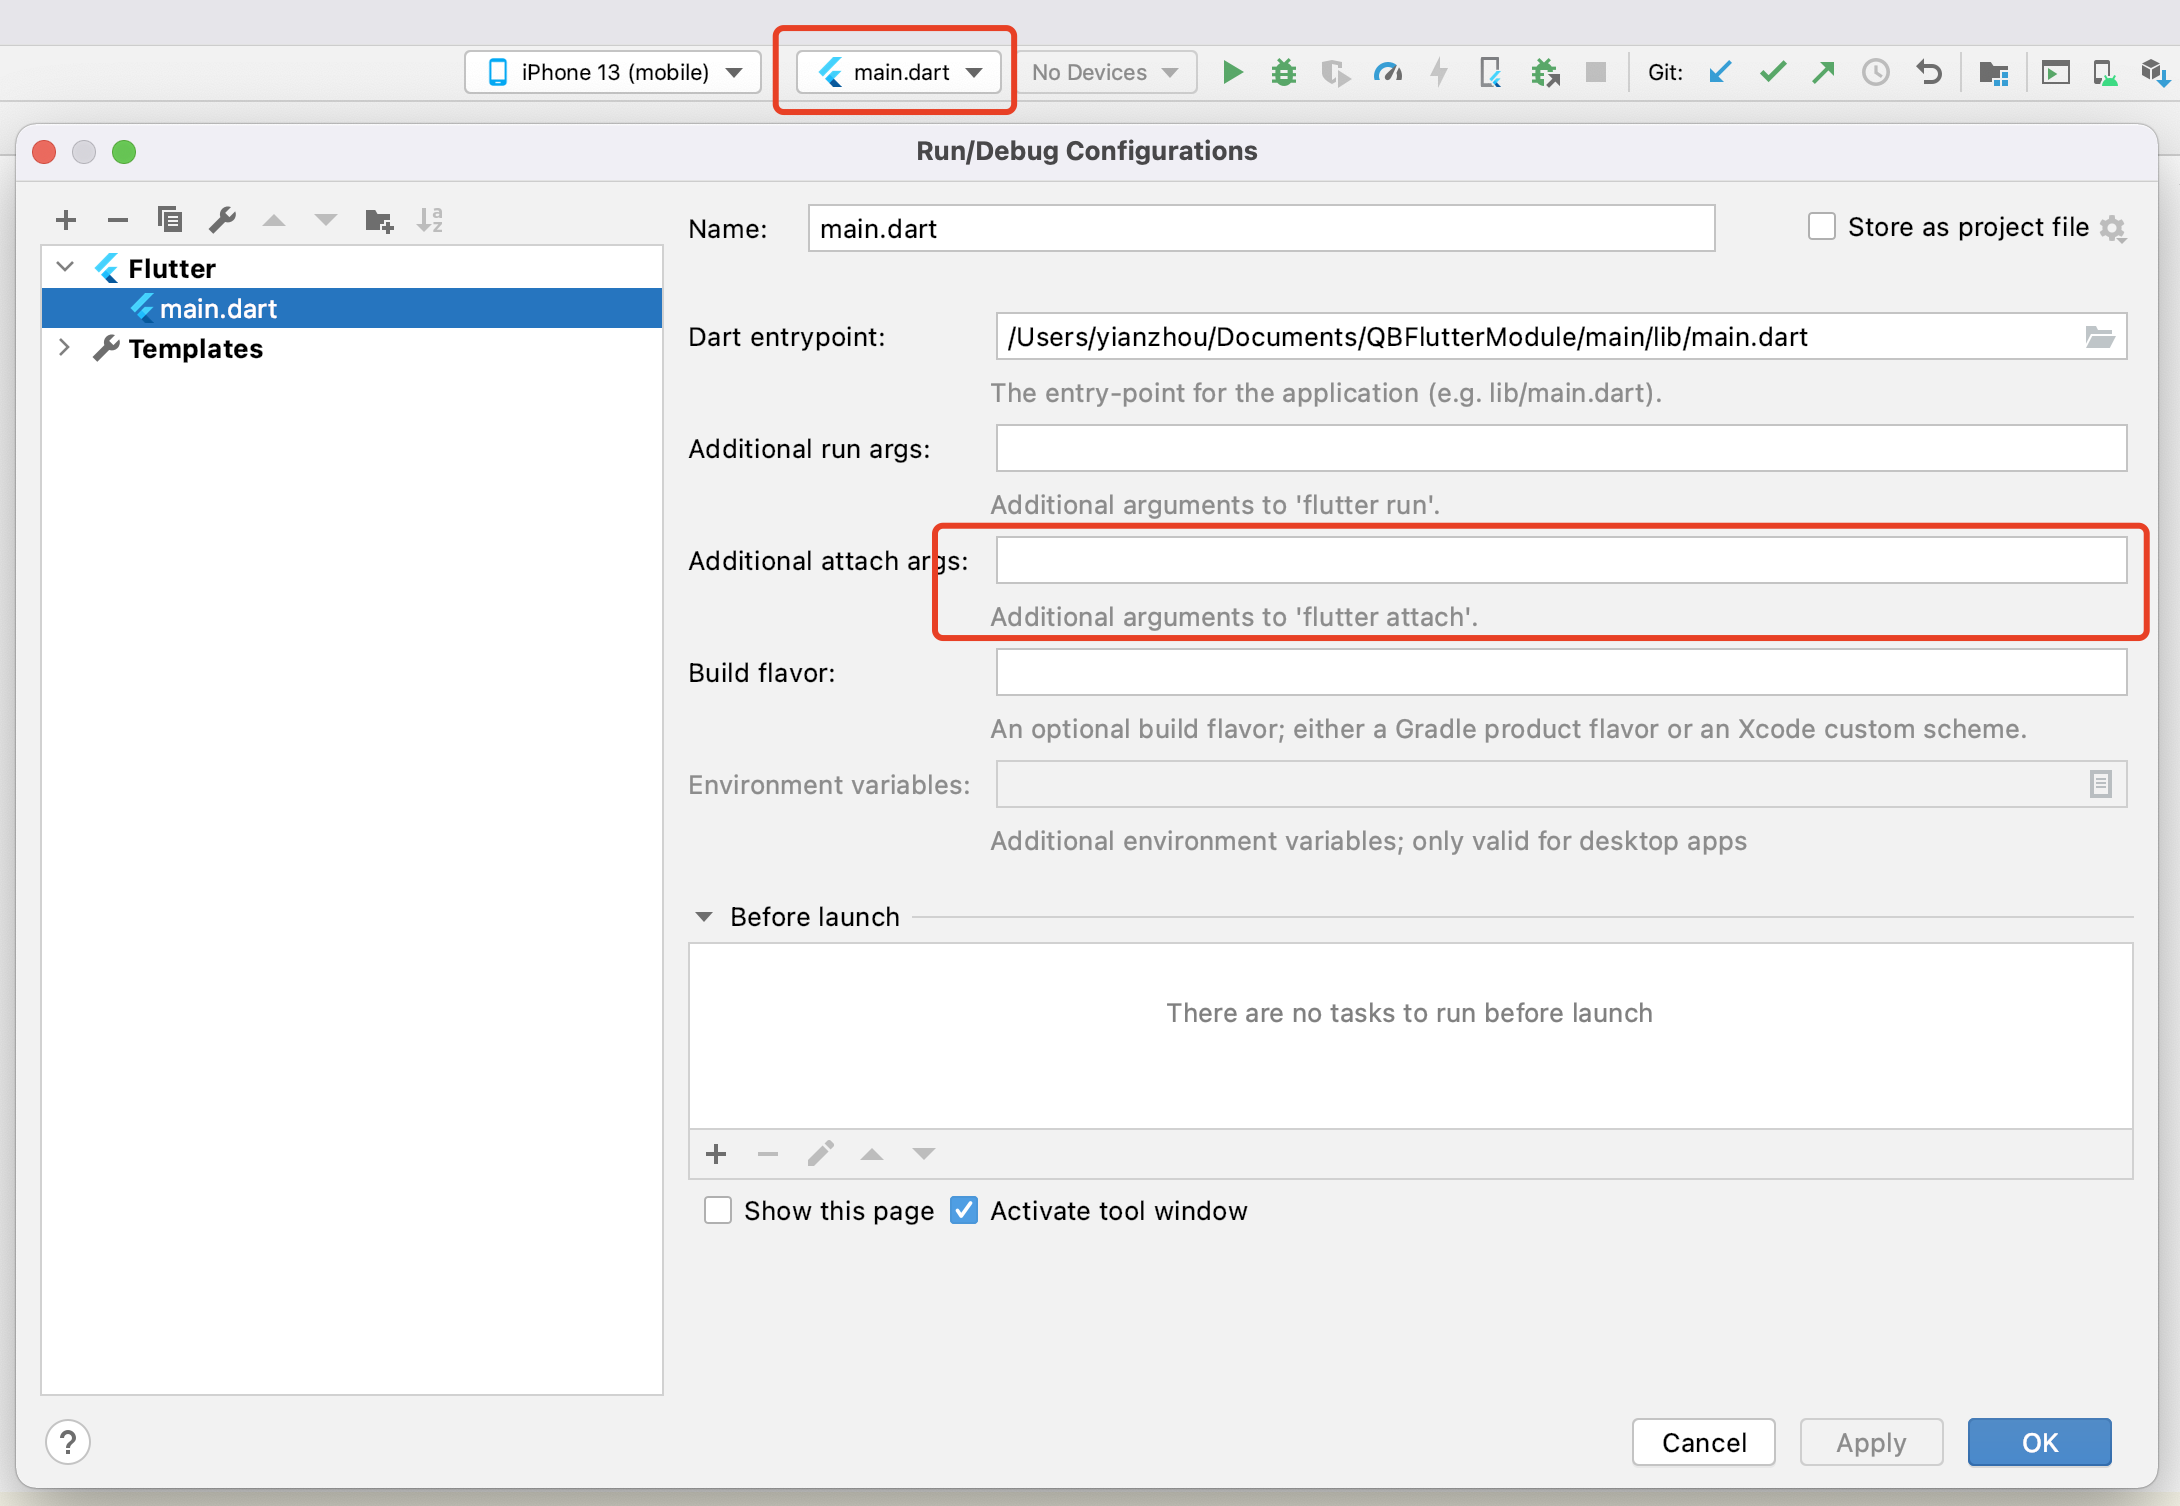 iPhone 13 (mobile)
main.dart
No Devices
Git:
Run/Debug Configurations
Flutter
main.dart
Templates
Name:
main.dart
Store as project file
Dart entrypoint:
/Users/yianzhou/Documents/QBFlutterModule/main/lib/main.dart
The entry-point for the application (e.g. lib/main.dart).
Additional run args:
Additional arguments to 'flutter run'.
Additional attach args:
Additional arguments to 'flutter attach'.
Build flavor:
An optional build flavor; either a Gradle product flavor or an Xcode custom scheme.
Environment variables:
Additional environment variables; only valid for desktop apps
Before launch
There are no tasks to run before launch
Show this page
Activate tool window
?
Cancel
Apply
OK